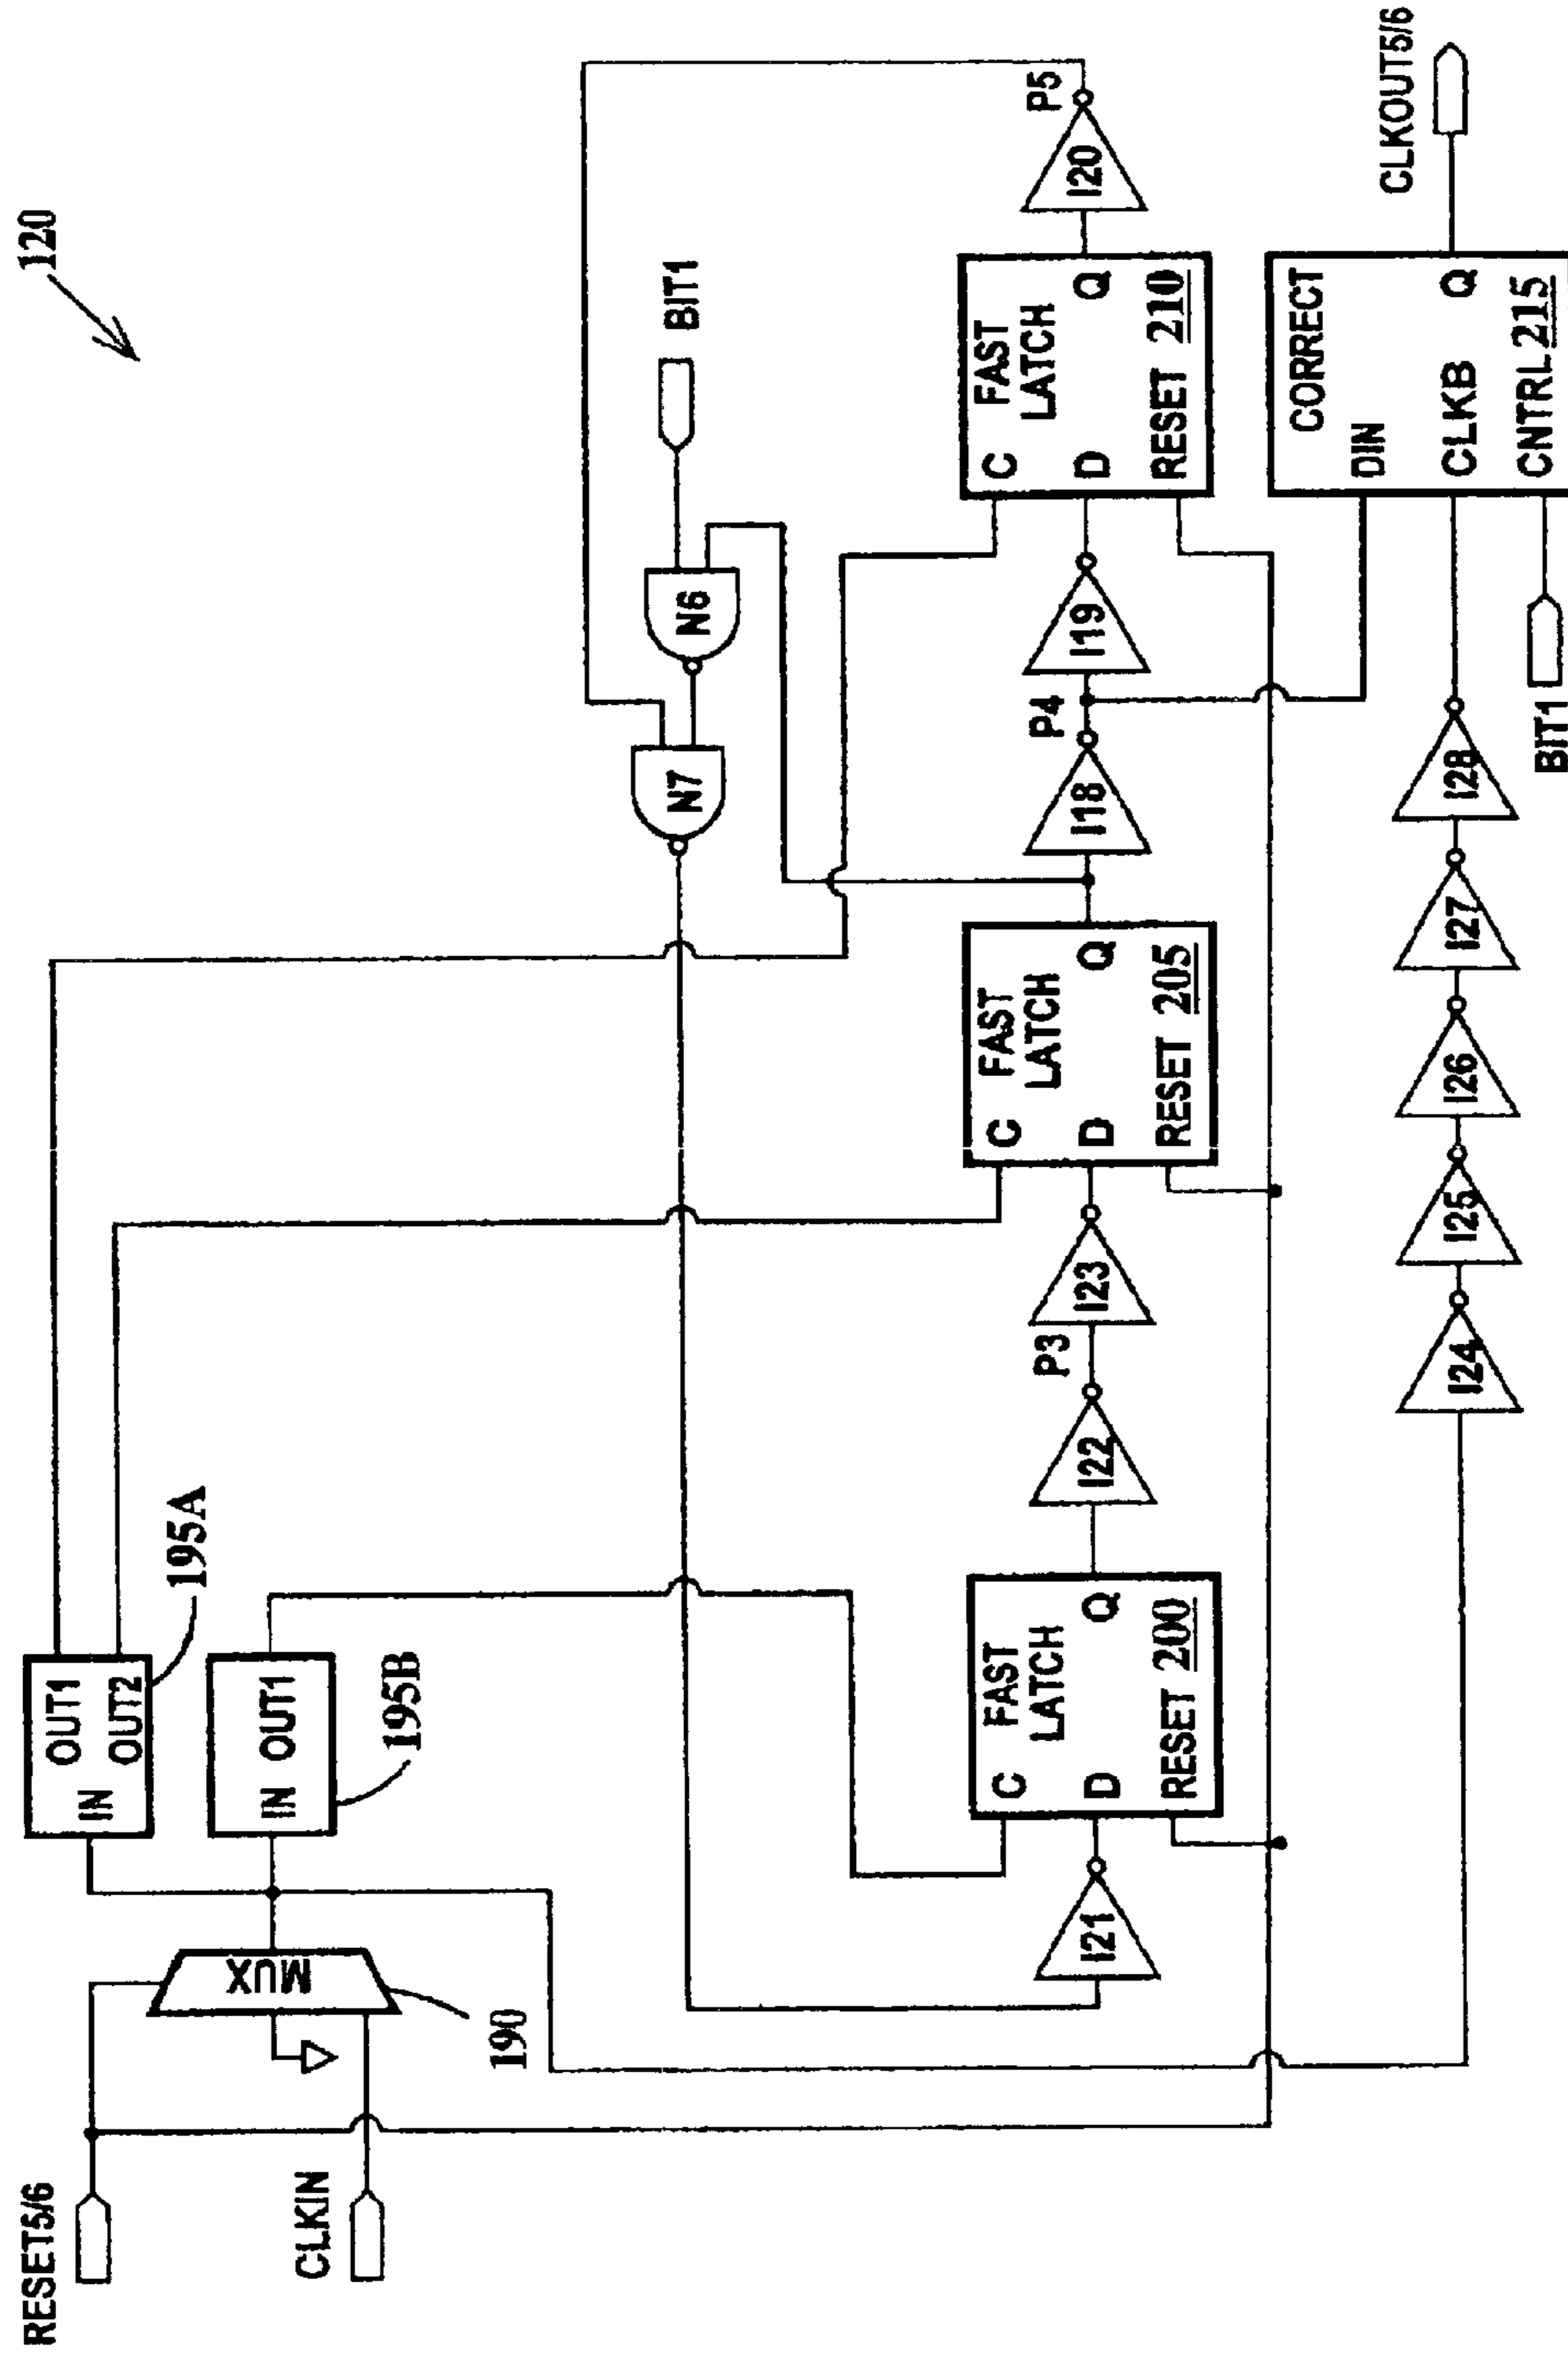 120
RESET5/6
CLKIN
MUX
190
IN OUT1
OUT2
195A
IN OUT1
195B
BIT1
N6
N7
I21
FAST
LATCH
C
D
Q
RESET 200
I22
P3
I23
FAST
LATCH
C
D
Q
RESET 205
I18
P4
I19
FAST
LATCH
C
D
Q
RESET 210
I20
P5
I24
I25
I26
I27
I28
BIT1
CORRECT
DIN
CLKB
Q
CNTRL 215
CLKOUT5/6